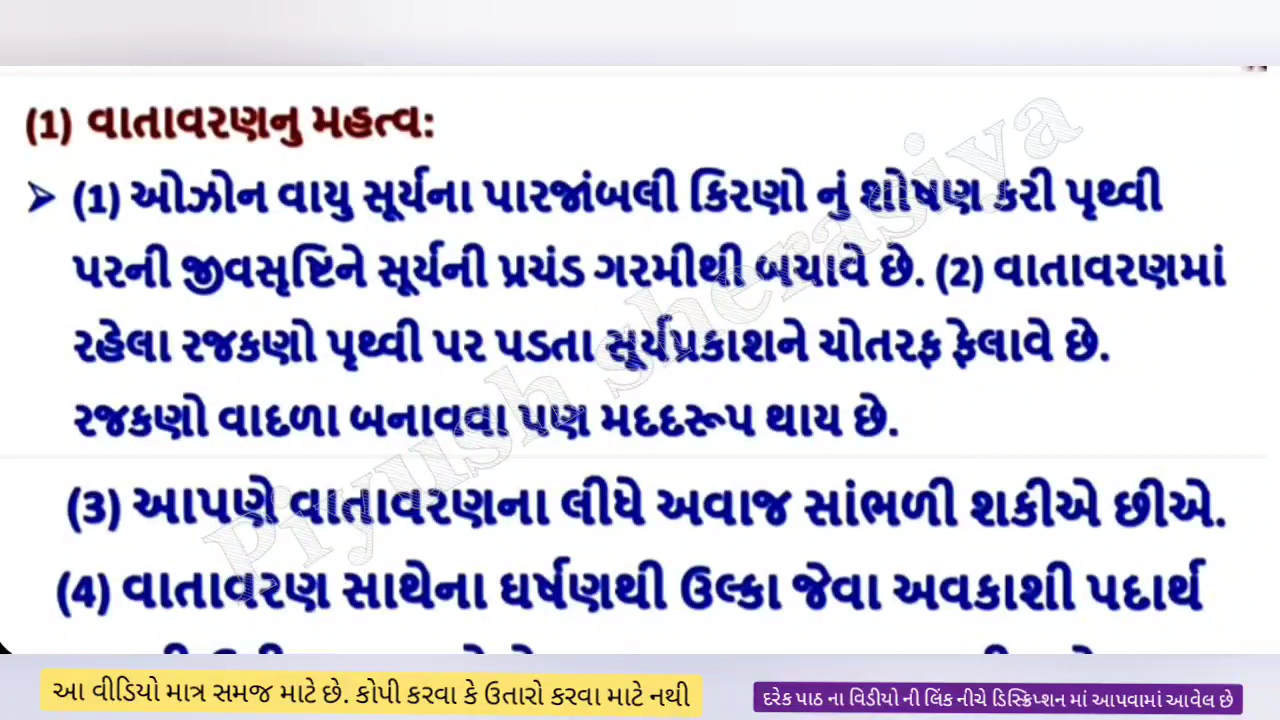 (1) વાતાવરણનુ મહત્વ:
➢ (1) ઓઝોન વાયુ સૂર્યના પારજાંબલી કિરણો નું શોષણ કરી પૃથ્વી
પરની જીવસૃષ્ટિને સૂર્યની પ્રચંડ ગરમીથી બચાવે છે. (2) વાતાવરણમાં
રહેલા રજકણો પૃથ્વી પર પડતા સૂર્યપ્રકાશને ચોતરફ ફેલાવે છે.
રજકણો વાદળા બનાવવા પણ મદદરૂપ થાય છે.
(3) આપણે વાતાવરણના લીધે અવાજ સાંભળી શકીએ છીએ.
(4) વાતાવરણ સાથેના ઘર્ષણથી ઉલ્કા જેવા અવકાશી પદાર્થ
Piyush sherasiya
આ વીડિયો માત્ર સમજ માટે છે. કોપી કરવા કે ઉતારો કરવા માટે નથી
દરેક પાઠ ના વિડીયો ની લિંક નીચે ડિસ્ક્રિપ્શન માં આપવામાં આવેલ છે